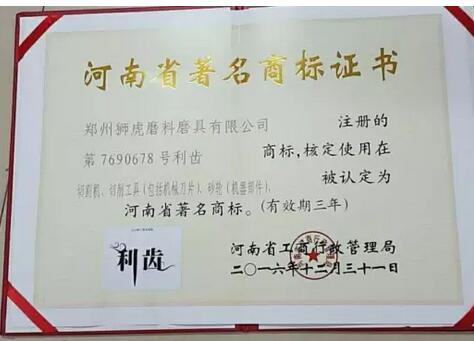 河南省著名商标证书
郑州狮虎磨料磨具有限公司 注册的
第7690678号利齿 商标,核定使用在
切割机、切削工具(包括机械刀片)、砂轮(机器部件), 被认定为
河南省著名商标。(有效期三年)
利齿
河南省工商行政管理局
二〇一六年十二月三十一日